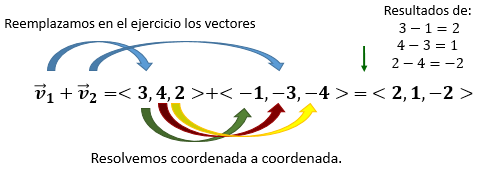 Reemplazamos en el ejercicio los vectores
Resultados de:
3 − 1 = 2
4 − 3 = 1
2 − 4 = −2
v⃗₁ + v⃗₂ =< 3, 4, 2 >+< −1, −3, −4 >=< 2, 1, −2 >
Resolvemos coordenada a coordenada.